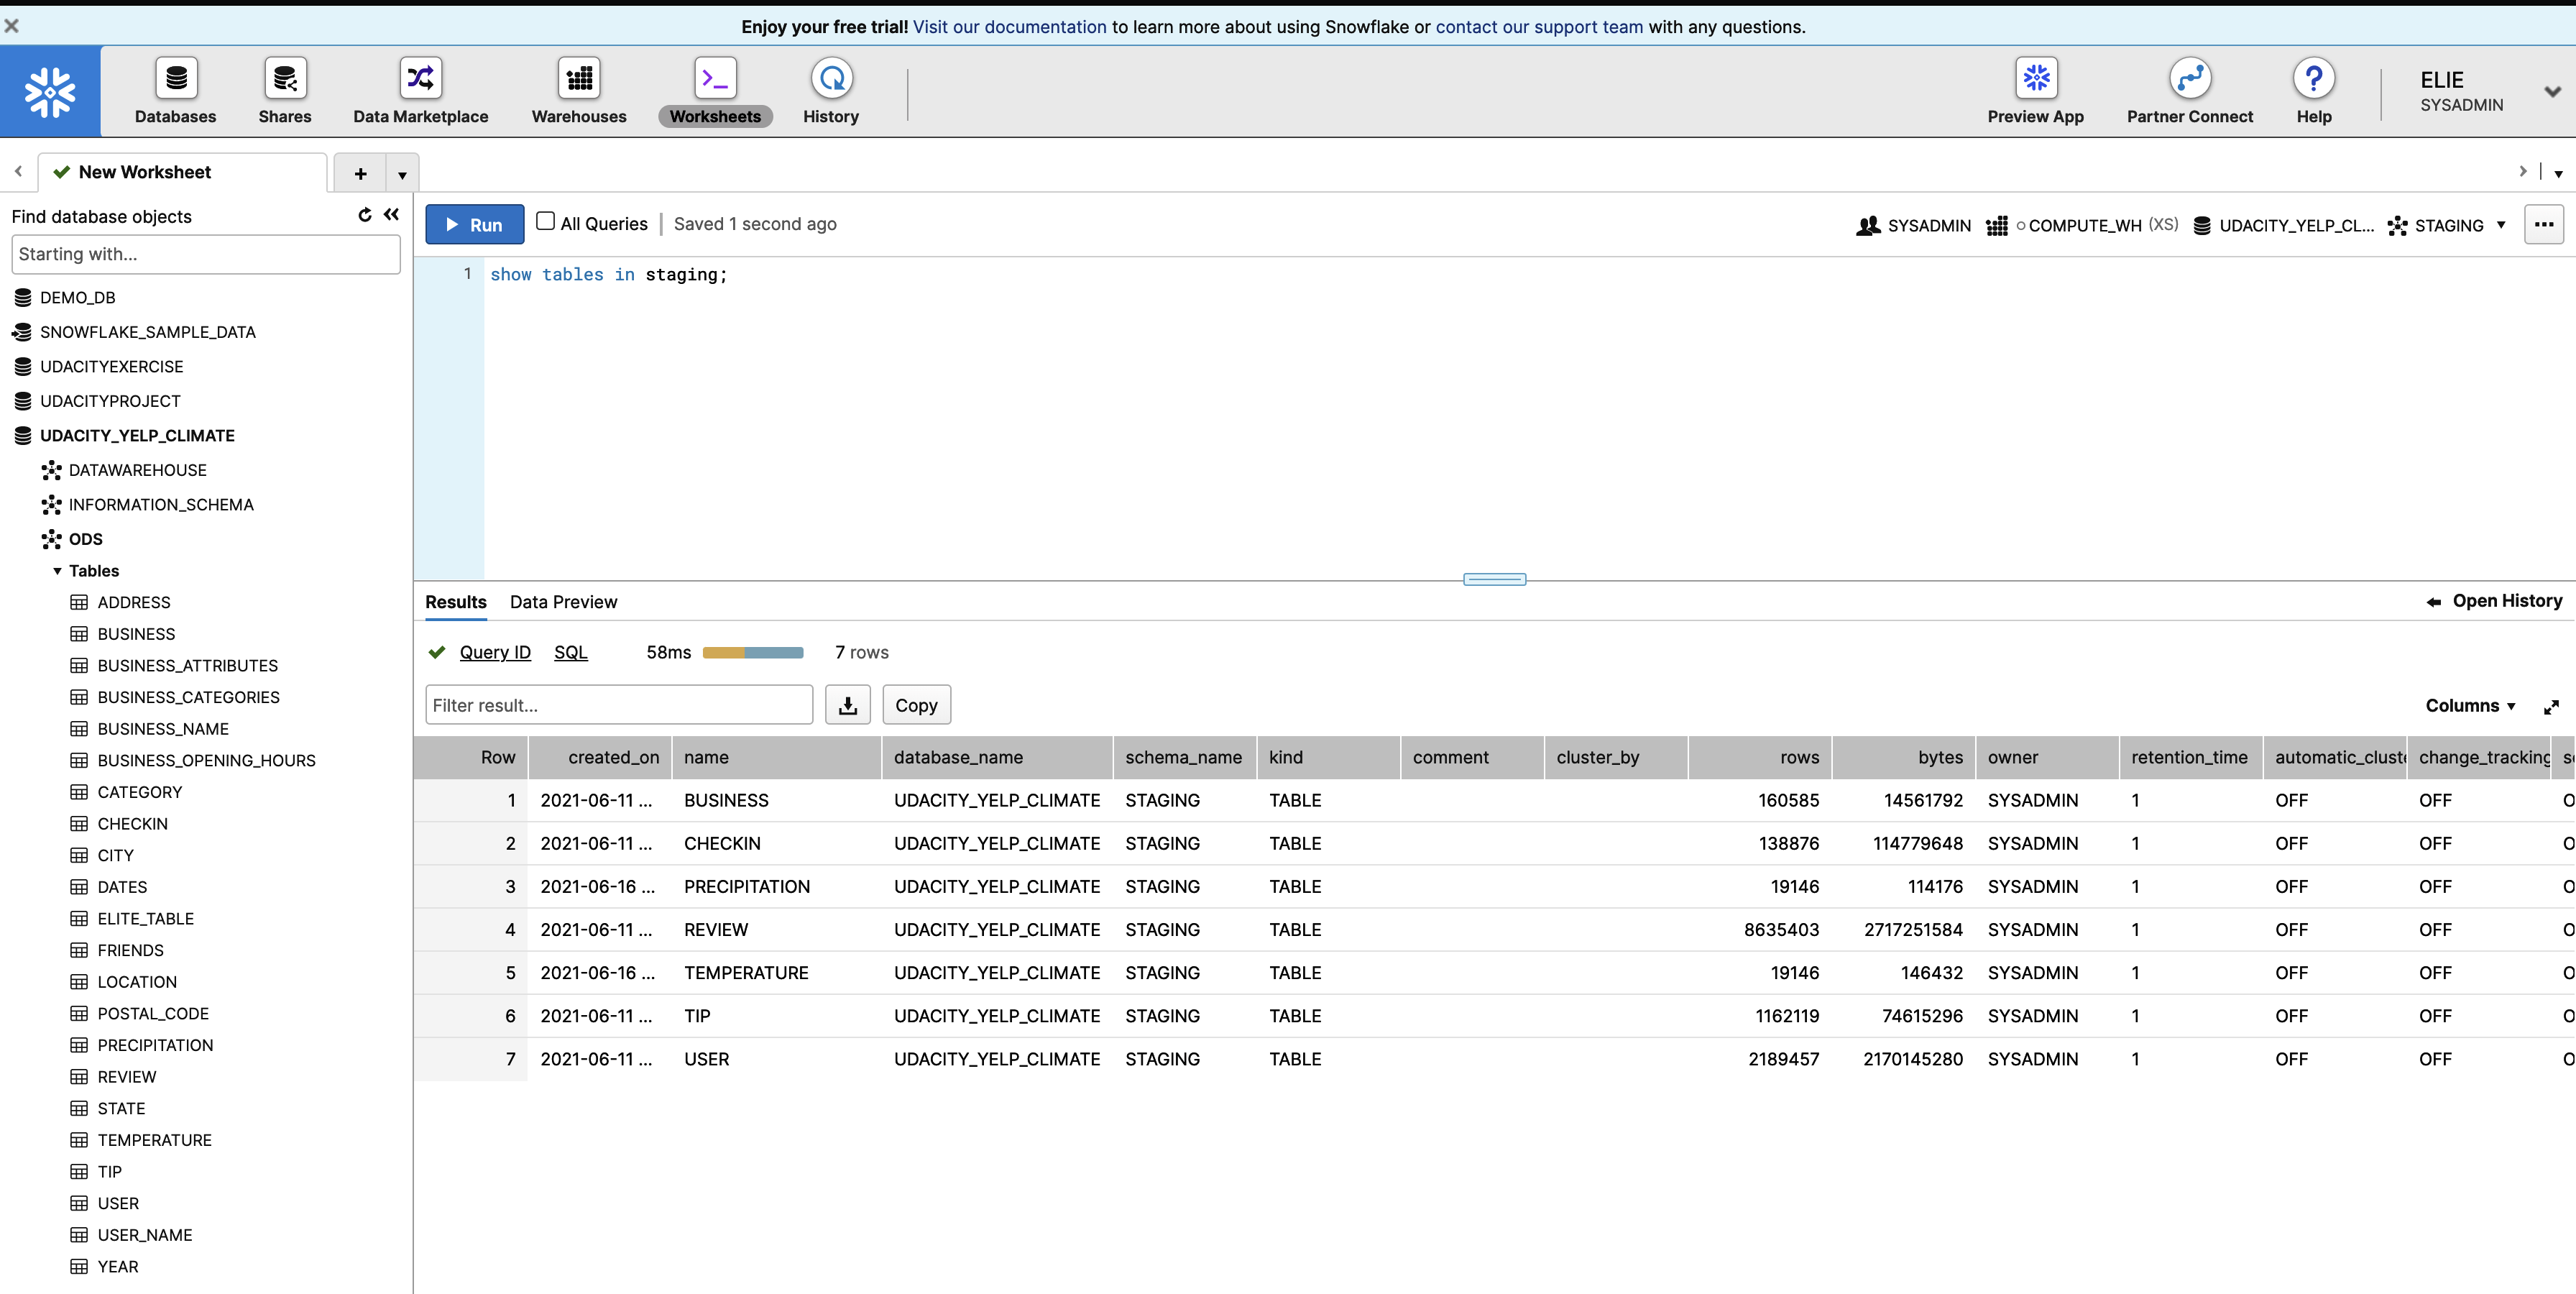 Enjoy your free trial! Visit our documentation to learn more about using Snowflake or contact our support team with any questions.
Databases Shares Data Marketplace Warehouses Worksheets History Preview App Partner Connect Help ELIE
SYSADMIN
New Worksheet
Find database objects
Starting with...
DEMO_DB
SNOWFLAKE_SAMPLE_DATA
UDACITYEXERCISE
UDACITYPROJECT
UDACITY_YELP_CLIMATE
DATAWAREHOUSE
INFORMATION_SCHEMA
ODS
Tables
ADDRESS
BUSINESS
BUSINESS_ATTRIBUTES
BUSINESS_CATEGORIES
BUSINESS_NAME
BUSINESS_OPENING_HOURS
CATEGORY
CHECKIN
CITY
DATES
ELITE_TABLE
FRIENDS
LOCATION
POSTAL_CODE
PRECIPITATION
REVIEW
STATE
TEMPERATURE
TIP
USER
USER_NAME
YEAR
Run All Queries | Saved 1 second ago SYSADMIN COMPUTE_WH (XS) UDACITY_YELP_CL... STAGING
1 show tables in staging;
Results Data Preview Open History
Query ID SQL 58ms 7 rows
Filter result... Copy Columns
Row created_on name database_name schema_name kind comment cluster_by rows bytes owner retention_time automatic_cluste change_tracking
1 2021-06-11 ... BUSINESS UDACITY_YELP_CLIMATE STAGING TABLE 160585 14561792 SYSADMIN 1 OFF OFF
2 2021-06-11 ... CHECKIN UDACITY_YELP_CLIMATE STAGING TABLE 138876 114779648 SYSADMIN 1 OFF OFF
3 2021-06-16 ... PRECIPITATION UDACITY_YELP_CLIMATE STAGING TABLE 19146 114176 SYSADMIN 1 OFF OFF
4 2021-06-11 ... REVIEW UDACITY_YELP_CLIMATE STAGING TABLE 8635403 2717251584 SYSADMIN 1 OFF OFF
5 2021-06-16 ... TEMPERATURE UDACITY_YELP_CLIMATE STAGING TABLE 19146 146432 SYSADMIN 1 OFF OFF
6 2021-06-11 ... TIP UDACITY_YELP_CLIMATE STAGING TABLE 1162119 74615296 SYSADMIN 1 OFF OFF
7 2021-06-11 ... USER UDACITY_YELP_CLIMATE STAGING TABLE 2189457 2170145280 SYSADMIN 1 OFF OFF